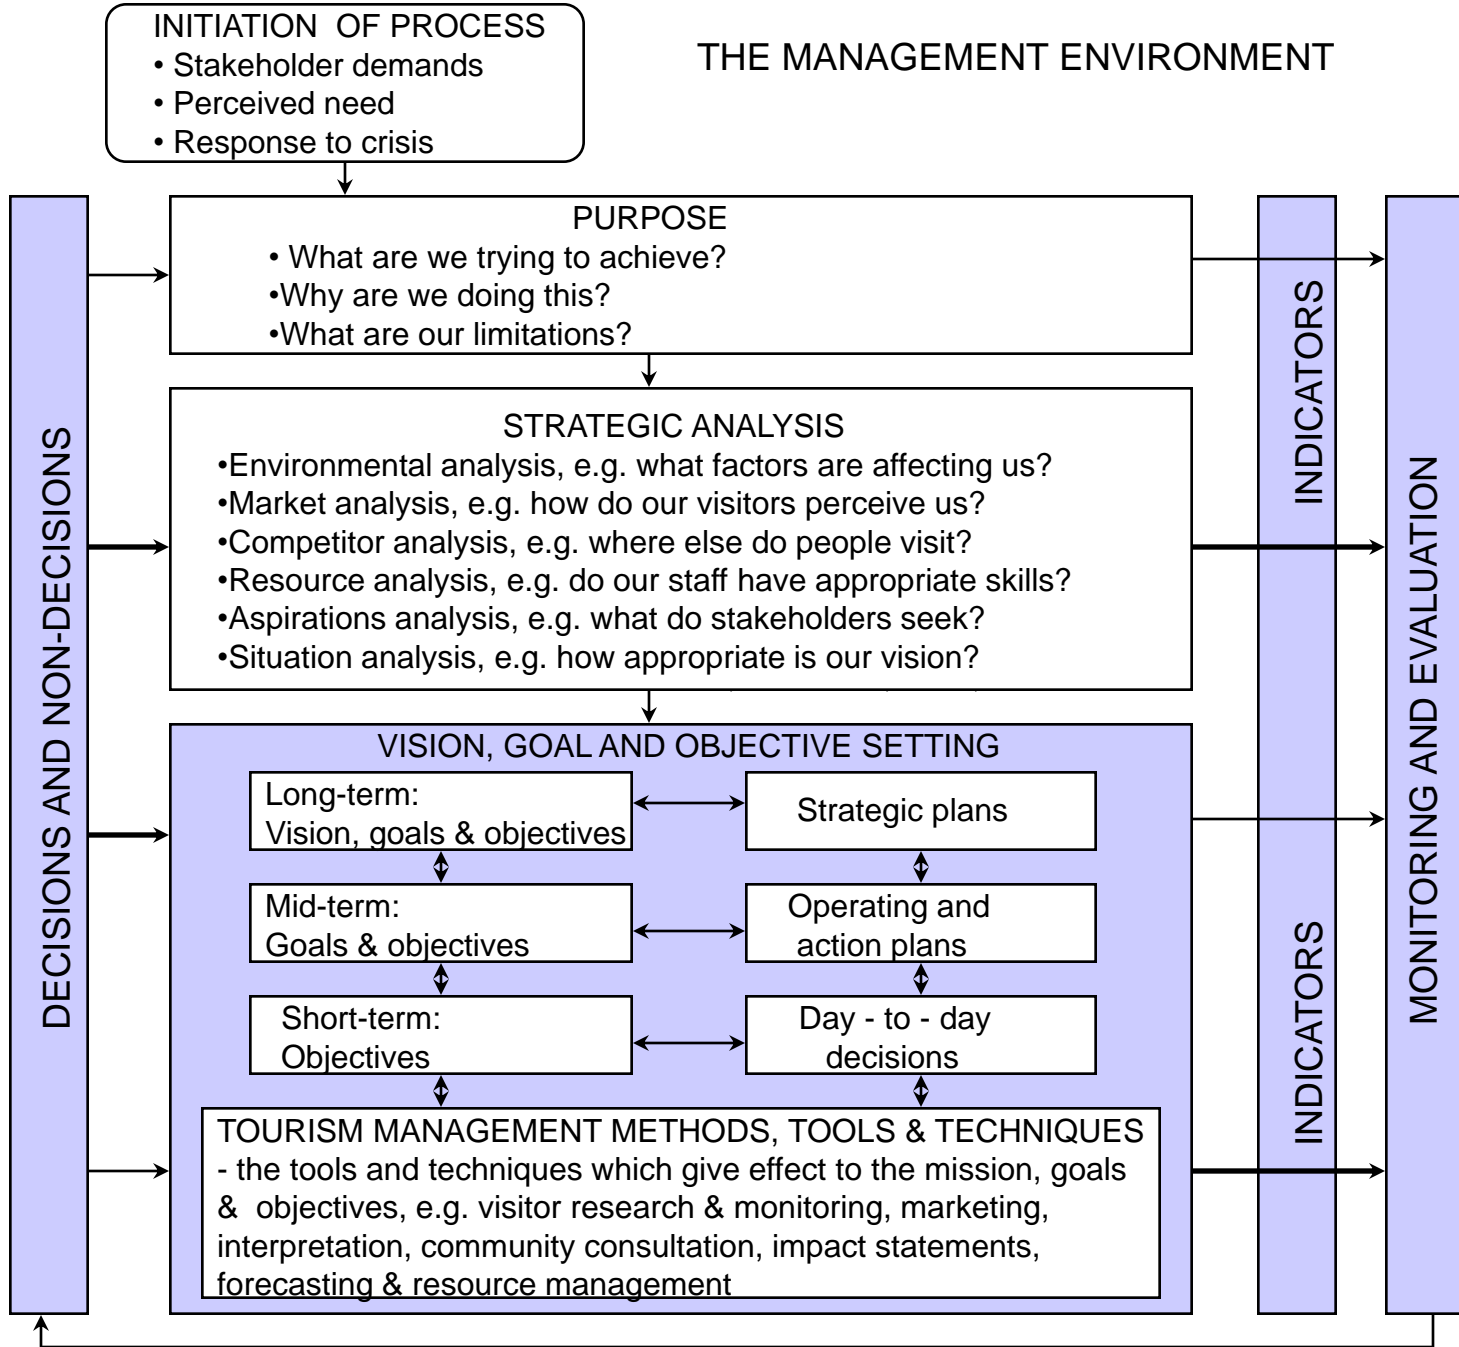 INITIATION OF PROCESS
• Stakeholder demands
• Perceived need
• Response to crisis
THE MANAGEMENT ENVIRONMENT
DECISIONS AND NON-DECISIONS
PURPOSE
• What are we trying to achieve?
•Why are we doing this?
•What are our limitations?
STRATEGIC ANALYSIS
•Environmental analysis, e.g. what factors are affecting us?
•Market analysis, e.g. how do our visitors perceive us?
•Competitor analysis, e.g. where else do people visit?
•Resource analysis, e.g. do our staff have appropriate skills?
•Aspirations analysis, e.g. what do stakeholders seek?
•Situation analysis, e.g. how appropriate is our vision?
VISION, GOAL AND OBJECTIVE SETTING
Long-term:
Vision, goals & objectives
Strategic plans
Mid-term:
Goals & objectives
Operating and
action plans
Short-term:
Objectives
Day - to - day
decisions
TOURISM MANAGEMENT METHODS, TOOLS & TECHNIQUES
- the tools and techniques which give effect to the mission, goals
& objectives, e.g. visitor research & monitoring, marketing,
interpretation, community consultation, impact statements,
forecasting & resource management
INDICATORS
INDICATORS
MONITORING AND EVALUATION